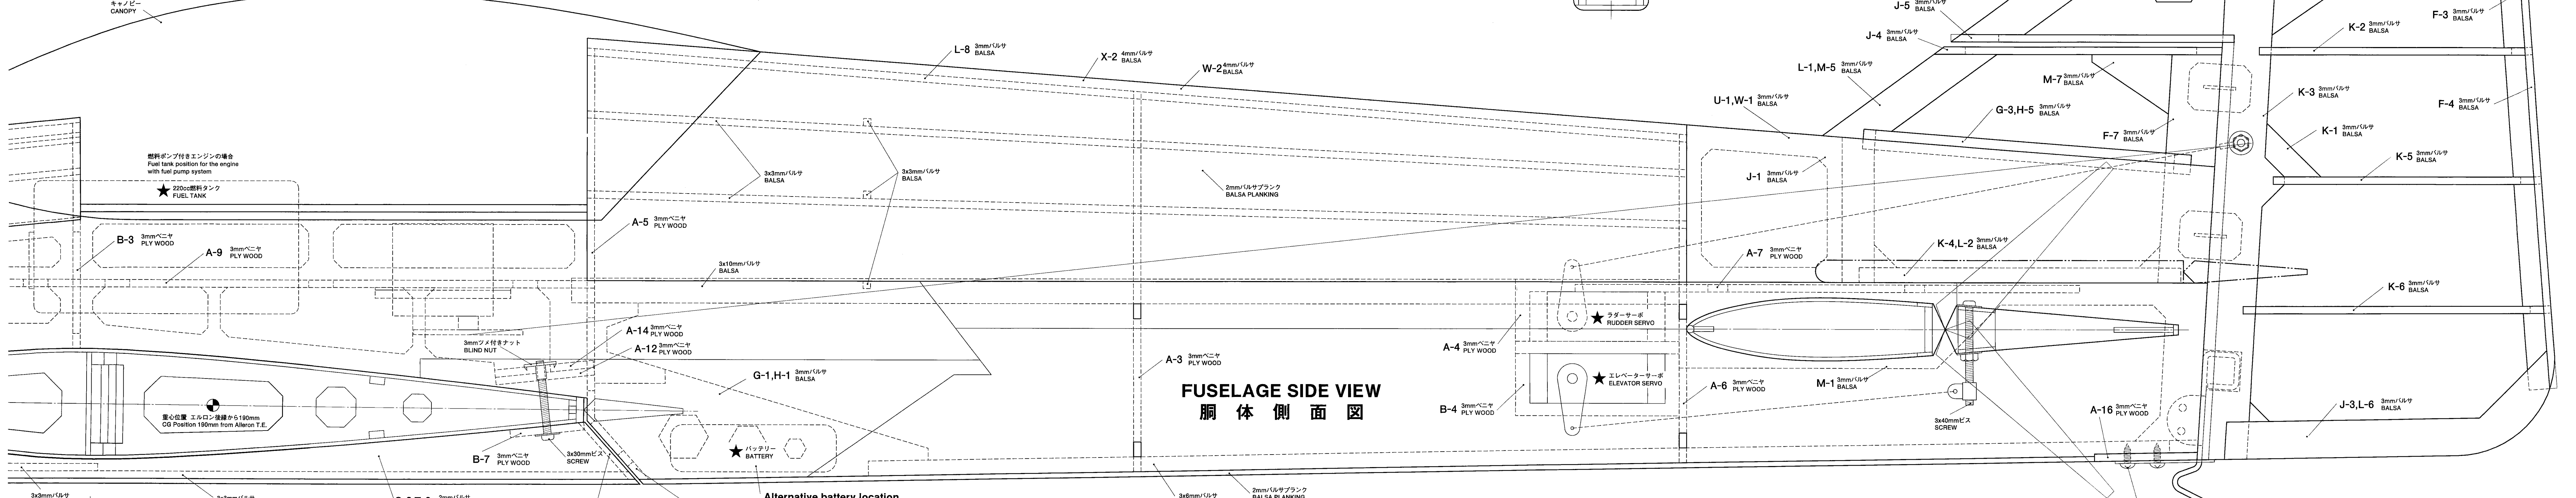 キャノピー
CANOPY
燃料ポンプ付きエンジンの場合
Fuel tank position for the engine
with fuel pump system
★ 220cc燃料タンク
FUEL TANK
B-3 3mmベニヤ
PLY WOOD
A-9 3mmベニヤ
PLY WOOD
重心位置 エルロン後縁から190mm
CG Position 190mm from Alleron T.E.
3x3mmバルサ
L-8 3mmバルサ
BALSA
X-2 4mmバルサ
BALSA
W-2 4mmバルサ
BALSA
3x3mmバルサ
BALSA
3x3mmバルサ
BALSA
2mmバルサプランク
BALSA PLANKING
A-5 3mmベニヤ
PLY WOOD
3x10mmバルサ
BALSA
A-14 3mmベニヤ
PLY WOOD
3mmツメ付きナット
BLIND NUT
A-12 3mmベニヤ
PLY WOOD
G-1,H-1 3mmバルサ
BALSA
B-7 3mmベニヤ
PLY WOOD
3x30mmビス
SCREW
★ バッテリー
BATTERY
Alternative battery location
A-3 3mmベニヤ
PLY WOOD
FUSELAGE SIDE VIEW
胴体側面図
3x6mmバルサ
2mmバルサプランク
BALSA PLANKING
A-4 3mmベニヤ
PLY WOOD
B-4 3mmベニヤ
PLY WOOD
★ ラダーサーボ
RUDDER SERVO
★ エレベーターサーボ
ELEVATOR SERVO
A-7 3mmベニヤ
PLY WOOD
A-6 3mmベニヤ
PLY WOOD
M-1 3mmバルサ
BALSA
3x40mmビス
SCREW
A-16 3mmベニヤ
PLY WOOD
J-5 3mmバルサ
BALSA
J-4 3mmバルサ
BALSA
L-1,M-5 3mmバルサ
BALSA
U-1,W-1 3mmバルサ
BALSA
J-1 3mmバルサ
BALSA
M-7 3mmバルサ
BALSA
G-3,H-5 3mmバルサ
BALSA
F-7 3mmバルサ
BALSA
K-4,L-2 3mmバルサ
BALSA
F-3 3mmバルサ
BALSA
K-2 3mmバルサ
BALSA
K-3 3mmバルサ
BALSA
F-4 3mmバルサ
BALSA
K-1 3mmバルサ
BALSA
K-5 3mmバルサ
BALSA
K-6 3mmバルサ
BALSA
J-3,L-6 3mmバルサ
BALSA